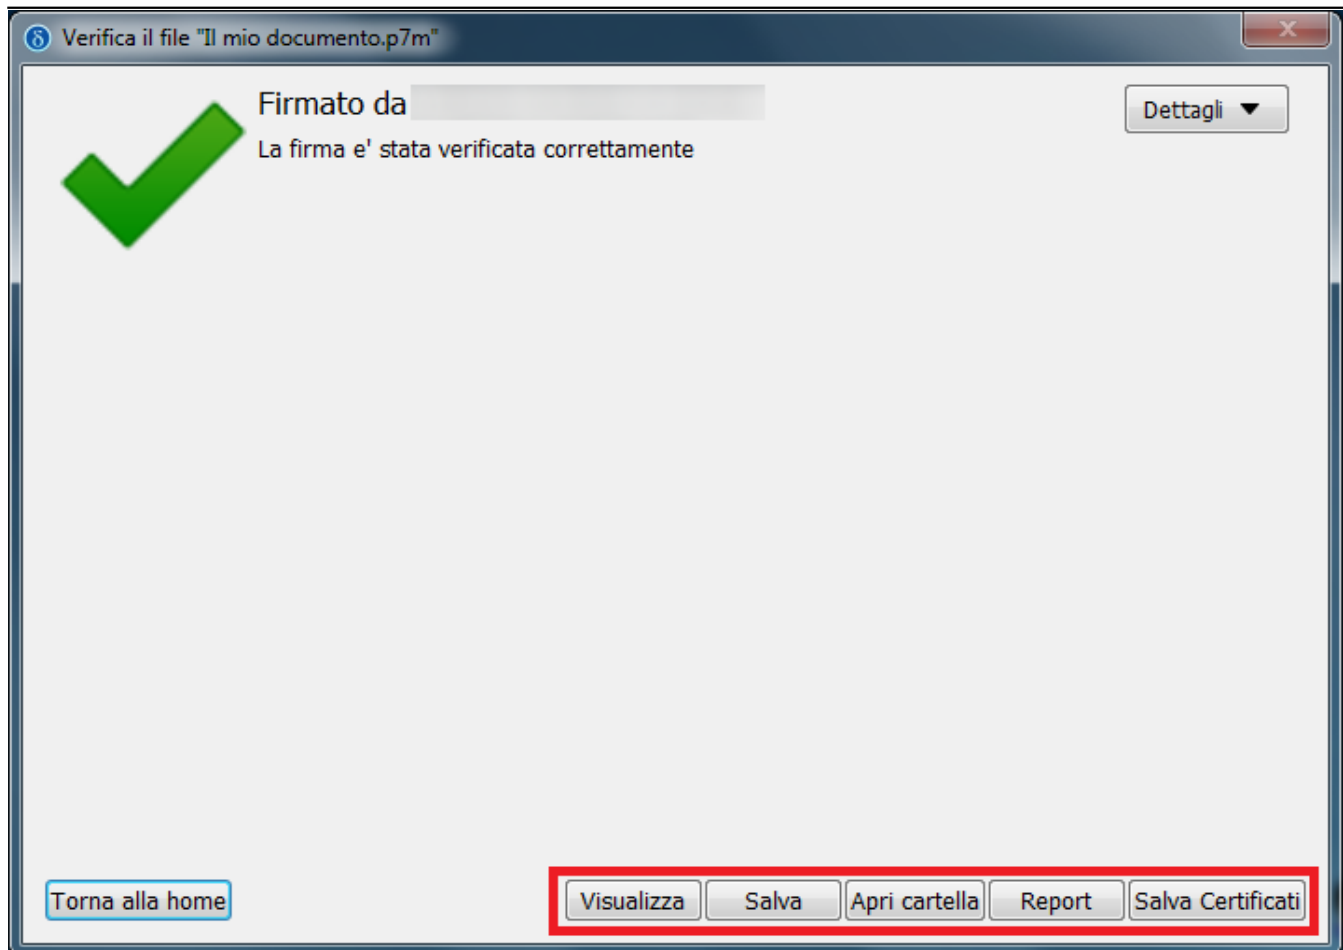 δ Verifica il file "Il mio documento.p7m"
x
Firmato da
Dettagli
La firma e' stata verificata correttamente
Torna alla home Visualizza Salva Apri cartella Report Salva Certificati